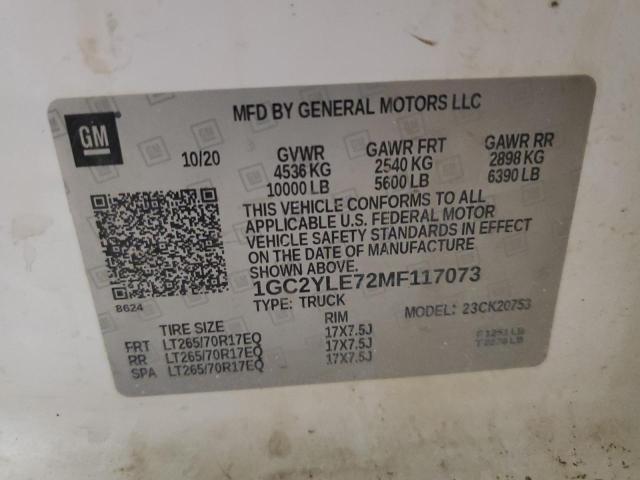 GM
MFD BY GENERAL MOTORS LLC
10/20 GVWR GAWR FRT GAWR RR
4536 KG 2540 KG 2898 KG
10000 LB 5600 LB 6390 LB
THIS VEHICLE CONFORMS TO ALL
APPLICABLE U.S. FEDERAL MOTOR
VEHICLE SAFETY STANDARDS IN EFFECT
ON THE DATE OF MANUFACTURE
SHOWN ABOVE.
1GC2YLE72MF117073
8624 TYPE: TRUCK MODEL: 23CK20753
TIRE SIZE RIM
FRT LT265/70R17EQ 17X7.5J
RR LT265/70R17EQ 17X7.5J
SPA LT265/70R17EQ 17X7.5J